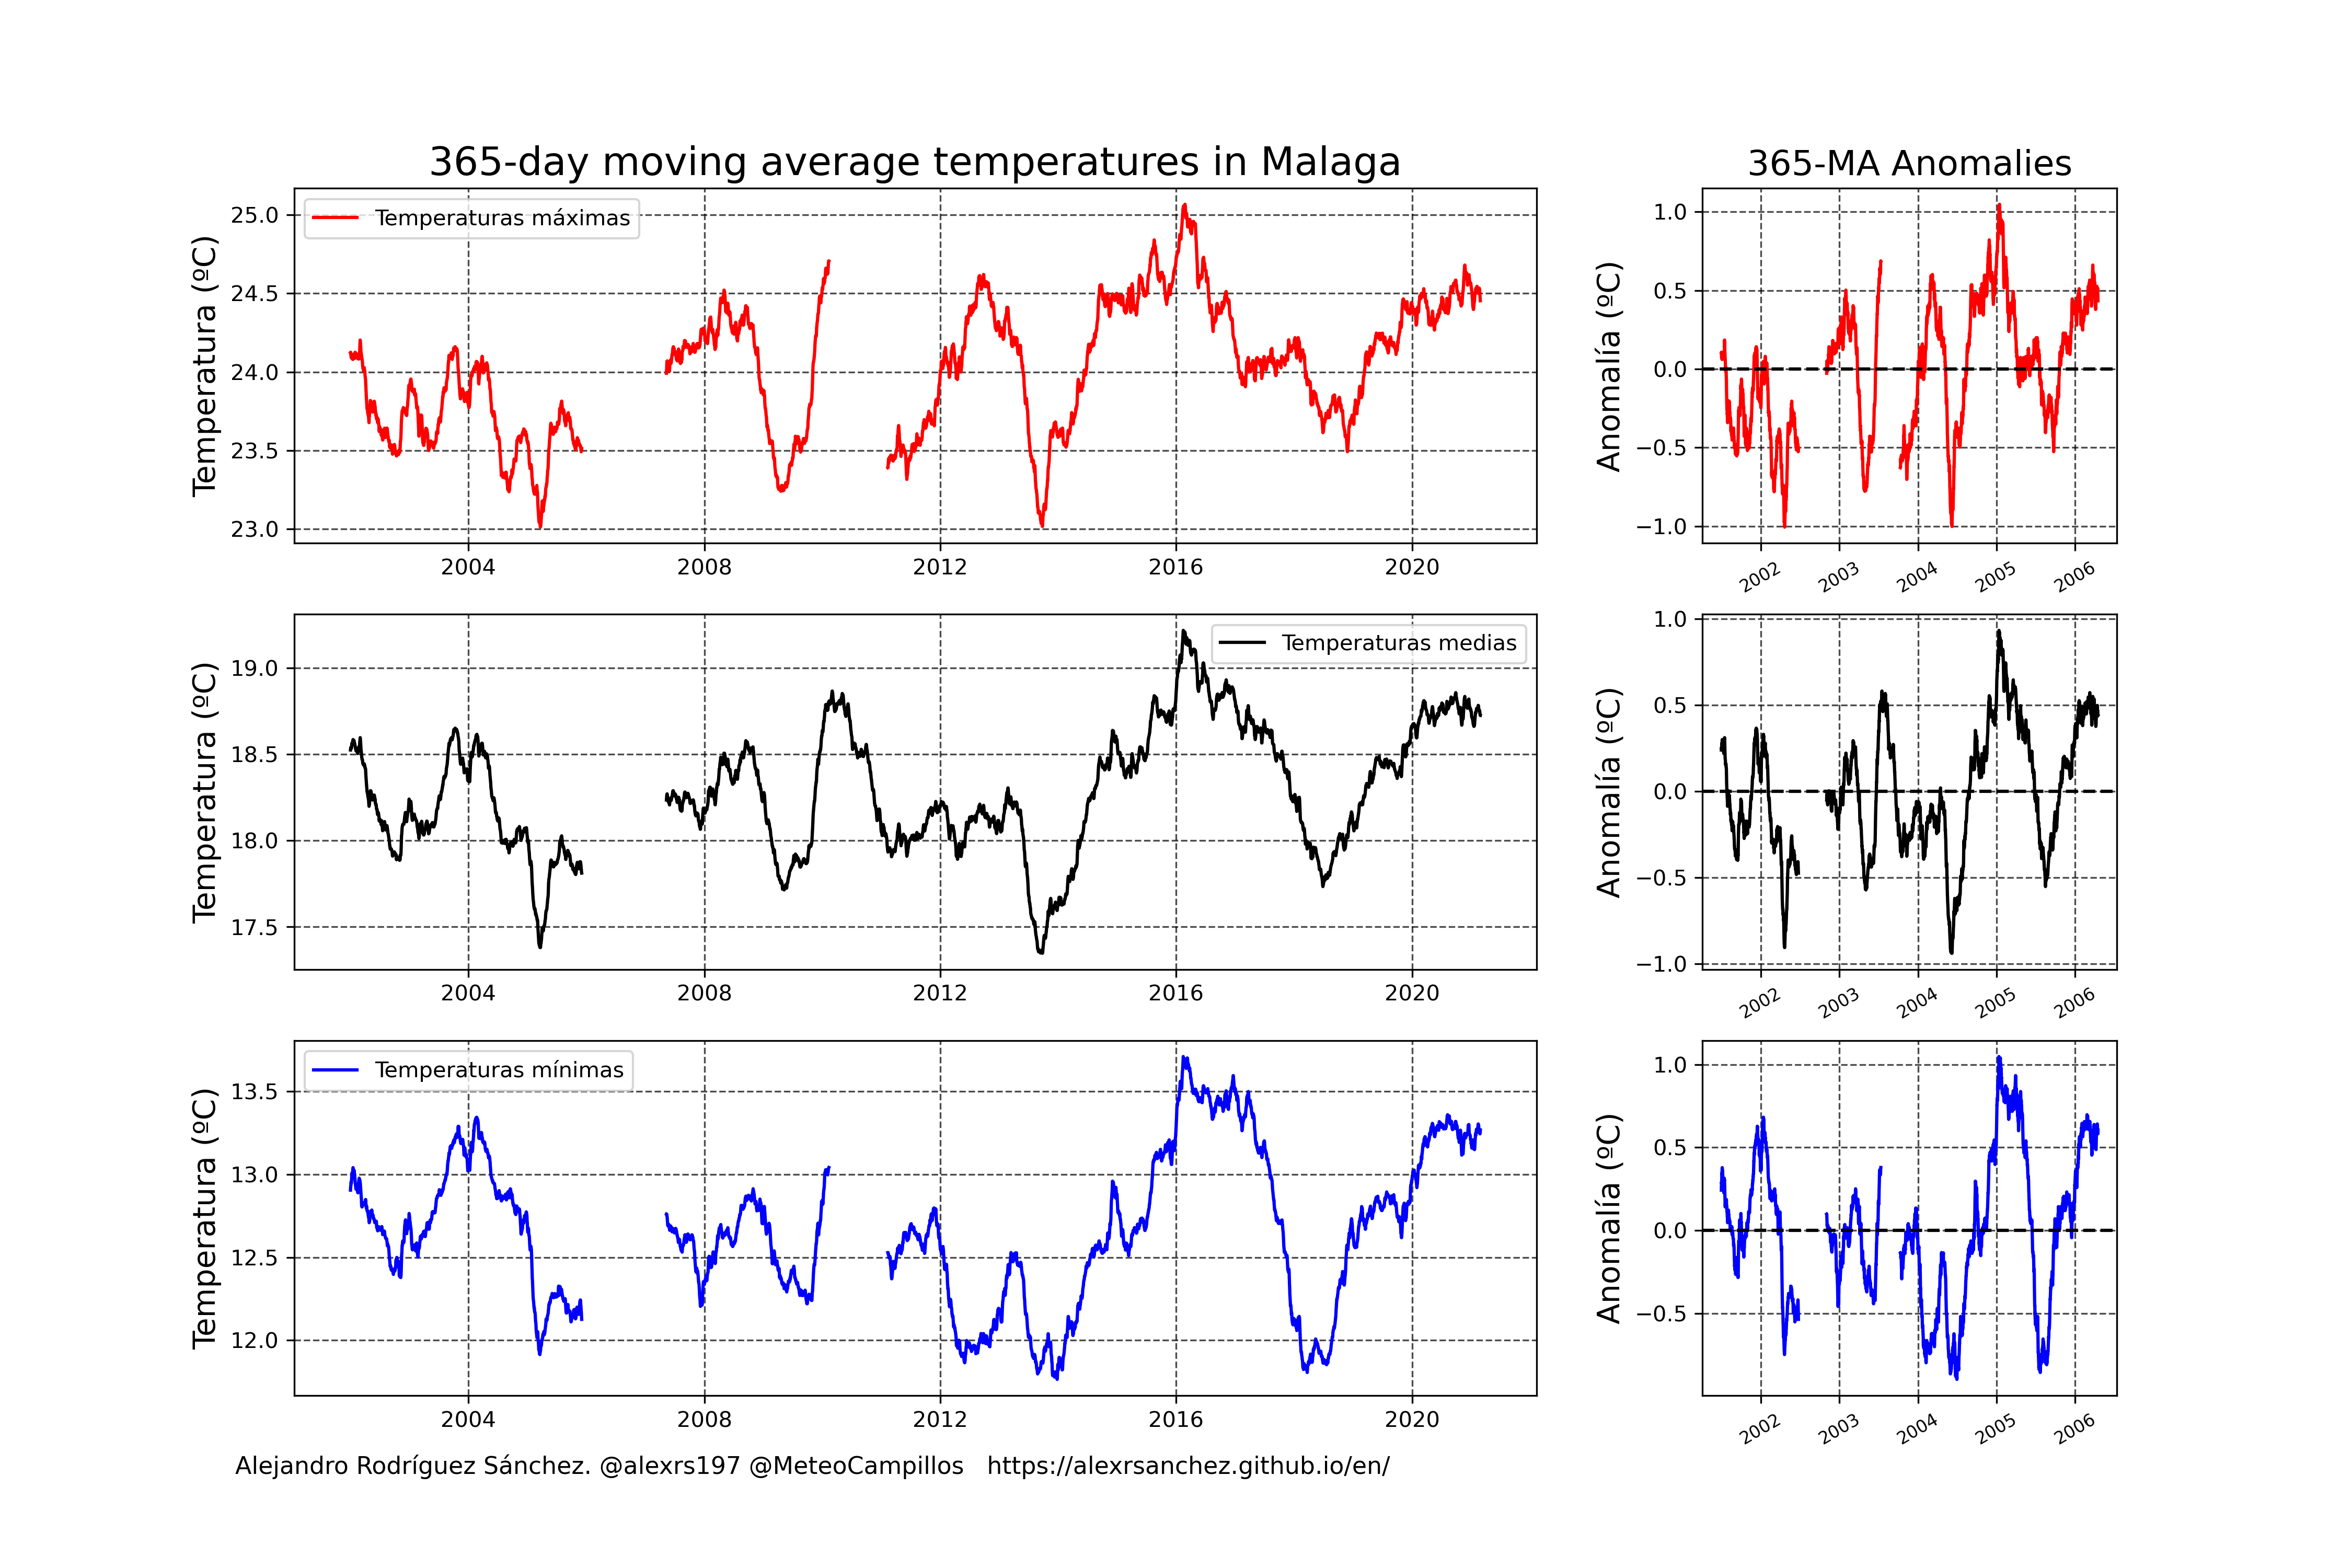 365-day moving average temperatures in Malaga
365-MA Anomalies
Temperatura (ºC)
25.0
24.5
24.0
23.5
23.0
Temperaturas máximas
2004 2008 2012 2016 2020
Anomalía (ºC)
1.0
0.5
0.0
−0.5
−1.0
2002 2003 2004 2005 2006
Temperatura (ºC)
19.0
18.5
18.0
17.5
Temperaturas medias
2004 2008 2012 2016 2020
Anomalía (ºC)
1.0
0.5
0.0
−0.5
−1.0
2002 2003 2004 2005 2006
Temperatura (ºC)
13.5
13.0
12.5
12.0
Temperaturas mínimas
2004 2008 2012 2016 2020
Anomalía (ºC)
1.0
0.5
0.0
−0.5
2002 2003 2004 2005 2006
Alejandro Rodríguez Sánchez. @alexrs197 @MeteoCampillos https://alexrsanchez.github.io/en/